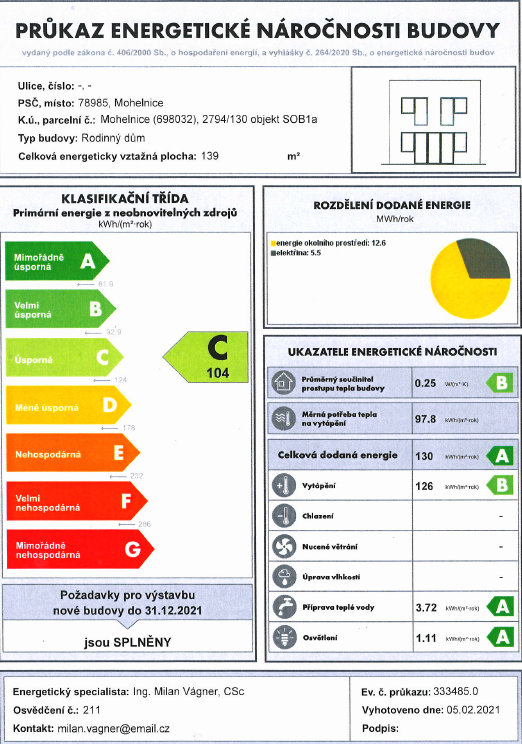 PRŮKAZ ENERGETICKÉ NÁROČNOSTI BUDOVY
vydaný podle zákona č. 406/2000 Sb., o hospodaření energií, a vyhlášky č. 264/2020 Sb., o energetické náročnosti budov
Ulice, číslo: -, -
PSČ, místo: 78985, Mohelnice
K.ú., parcelní č.: Mohelnice (698032), 2794/130 objekt SOB1a
Typ budovy: Rodinný dům
Celková energeticky vztažná plocha: 139 m²
KLASIFIKAČNÍ TŘÍDA
Primární energie z neobnovitelných zdrojů
kWh/(m²·rok)
Mimořádně úsporná A
61.9
Velmi úsporná B
92.9
Úsporná C
124
Méně úsporná D
178
Nehospodárná E
232
Velmi nehospodárná F
286
Mimořádně nehospodárná G
C
104
Požadavky pro výstavbu
nové budovy do 31.12.2021
jsou SPLNĚNY
ROZDĚLENÍ DODANÉ ENERGIE
MWh/rok
energie okolního prostředí: 12.6
elektřina: 5.5
UKAZATELE ENERGETICKÉ NÁROČNOSTI
Průměrný součinitel prostupu tepla budovy 0.25 W/(m²·K) B
Měrná potřeba tepla na vytápění 97.8 kWh/(m²·rok)
Celková dodaná energie 130 kWh/(m²·rok) A
Vytápění 126 kWh/(m²·rok) B
Chlazení -
Nucené větrání -
Úprava vlhkosti -
Příprava teplé vody 3.72 kWh/(m²·rok) A
Osvětlení 1.11 kWh/(m²·rok) A
Energetický specialista: Ing. Milan Vágner, CSc
Osvědčení č.: 211
Kontakt: milan.vagner@email.cz
Ev. č. průkazu: 333485.0
Vyhotoveno dne: 05.02.2021
Podpis: